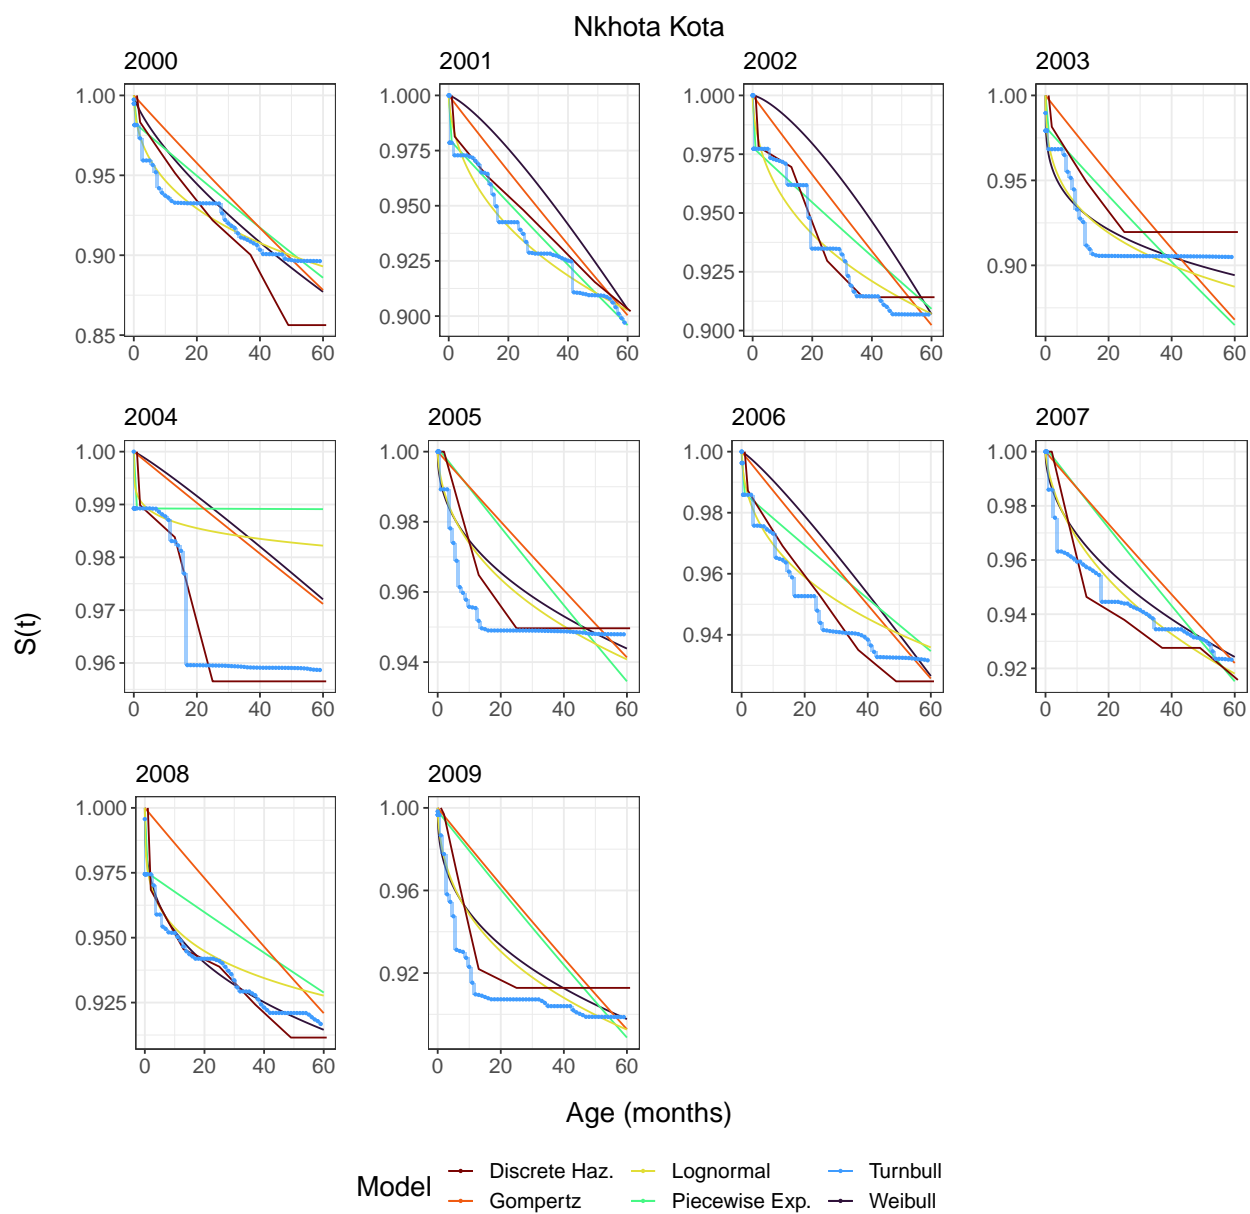 Nkhota Kota
2000 2001 2002 2003
1.00
0.95
0.90
0.85
0 20 40 60
1.000
0.975
0.950
0.925
0.900
0 20 40 60
1.000
0.975
0.950
0.925
0.900
0 20 40 60
1.00
0.95
0.90
0 20 40 60
2004 2005 2006 2007
1.00
0.99
0.98
0.97
0.96
0 20 40 60
1.00
0.98
0.96
0.94
0 20 40 60
1.00
0.98
0.96
0.94
0 20 40 60
1.00
0.98
0.96
0.94
0.92
0 20 40 60
S(t)
2008 2009
1.000
0.975
0.950
0.925
0 20 40 60
1.00
0.96
0.92
0 20 40 60
Age (months)
Model
Discrete Haz. Lognormal Turnbull
Gompertz Piecewise Exp. Weibull